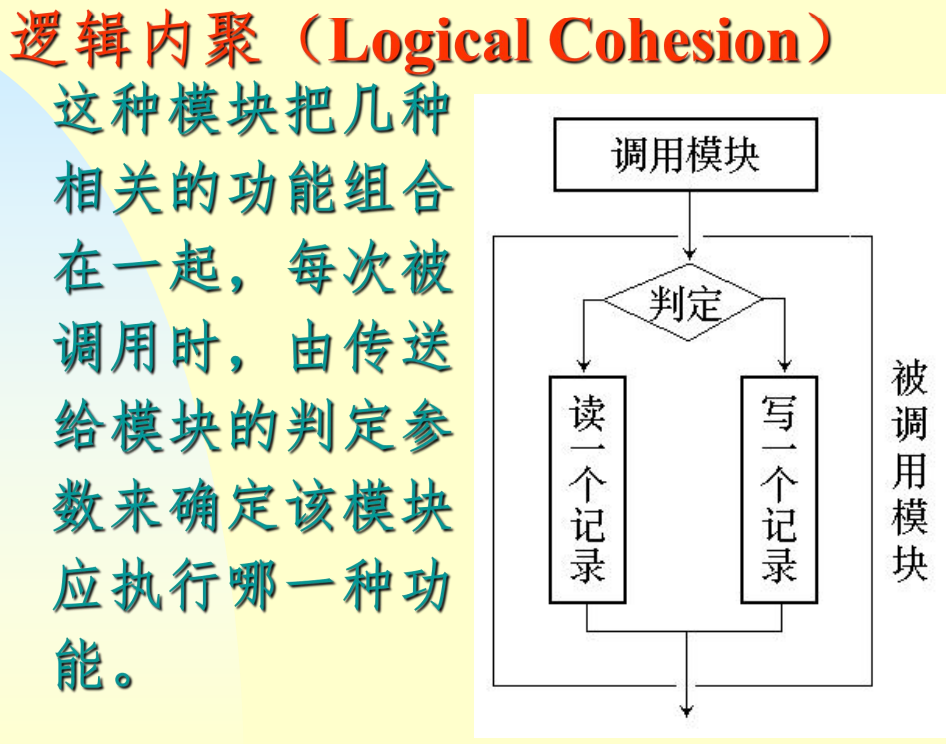 逻辑内聚（Logical Cohesion）
这种模块把几种
相关的功能组合
在一起，每次被
调用时，由传送
给模块的判定参
数来确定该模块
应执行哪一种功
能。
调用模块
判定
读一个记录
写一个记录
被调用模块